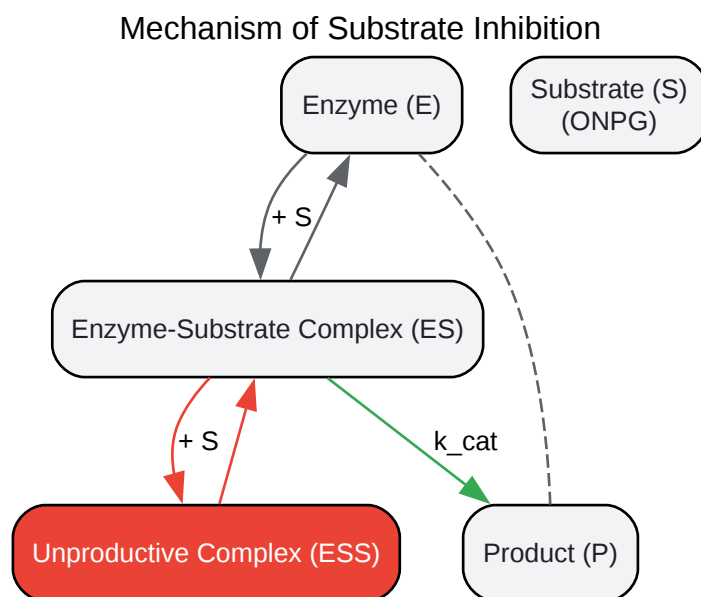 Mechanism of Substrate Inhibition
Enzyme (E)
Substrate (S)
(ONPG)
+ S
Enzyme-Substrate Complex (ES)
+ S
k_cat
Unproductive Complex (ESS)
Product (P)